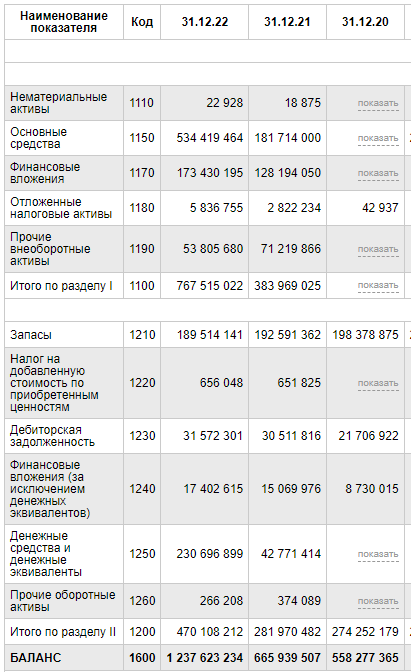 Наименование показателя Код 31.12.22 31.12.21 31.12.20
Нематериальные активы 1110 22 928 18 875 показать
Основные средства 1150 534 419 464 181 714 000 показать
Финансовые вложения 1170 173 430 195 128 194 050 показать
Отложенные налоговые активы 1180 5 836 755 2 822 234 42 937
Прочие внеоборотные активы 1190 53 805 680 71 219 866 показать
Итого по разделу I 1100 767 515 022 383 969 025 показать
Запасы 1210 189 514 141 192 591 362 198 378 875
Налог на добавленную стоимость по приобретенным ценностям 1220 656 048 651 825 показать
Дебиторская задолженность 1230 31 572 301 30 511 816 21 706 922
Финансовые вложения (за исключением денежных эквивалентов) 1240 17 402 615 15 069 976 8 730 015
Денежные средства и денежные эквиваленты 1250 230 696 899 42 771 414 показать
Прочие оборотные активы 1260 266 208 374 089 показать
Итого по разделу II 1200 470 108 212 281 970 482 274 252 179
БАЛАНС 1600 1 237 623 234 665 939 507 558 277 365